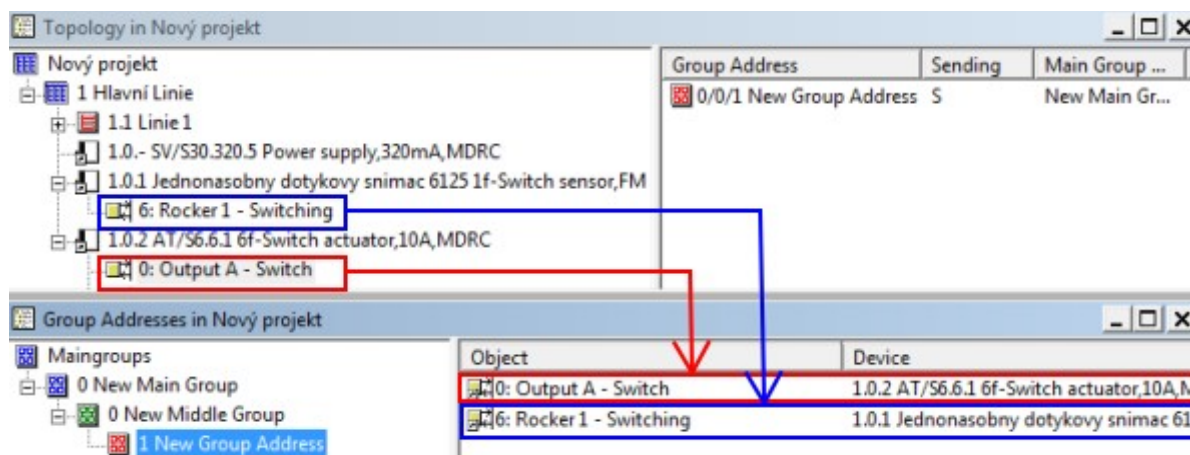 Topology in Nový projekt
Nový projekt
1 Hlavní Linie
1.1 Linie 1
1.0.- SV/S30.320.5 Power supply,320mA,MDRC
1.0.1 Jednonasobny dotykovy snimac 6125 1f-Switch sensor,FM
6: Rocker 1 - Switching
1.0.2 AT/S6.6.1 6f-Switch actuator,10A,MDRC
0: Output A - Switch
Group Address Sending Main Group ...
0/0/1 New Group Address S New Main Gr...
Group Addresses in Nový projekt
Maingroups
0 New Main Group
0 New Middle Group
1 New Group Address
Object Device
0: Output A - Switch 1.0.2 AT/S6.6.1 6f-Switch actuator,10A,M
6: Rocker 1 - Switching 1.0.1 Jednonasobny dotykovy snimac 61